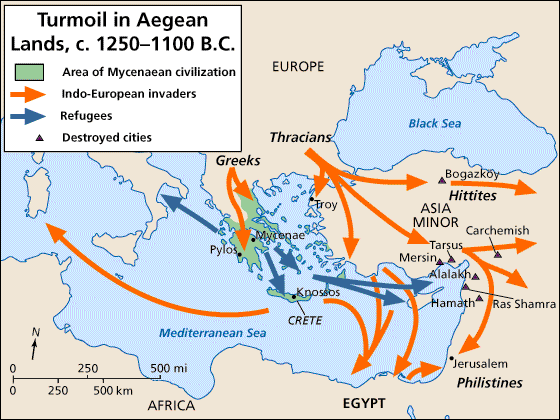 Turmoil in Aegean
Lands, c. 1250–1100 B.C.
Area of Mycenaean civilization
Indo-European invaders
Refugees
Destroyed cities
EUROPE
Black Sea
Thracians
Greeks
Bogazkoy
Hittites
Troy
ASIA
MINOR
Carchemish
Mycenae
Tarsus
Pylos
Mersin
Alalakh
Knossos
Ras Shamra
Hamath
CRETE
Mediterranean Sea
N
0 250 500 mi
0 250 500 km
Jerusalem
Philistines
AFRICA
EGYPT